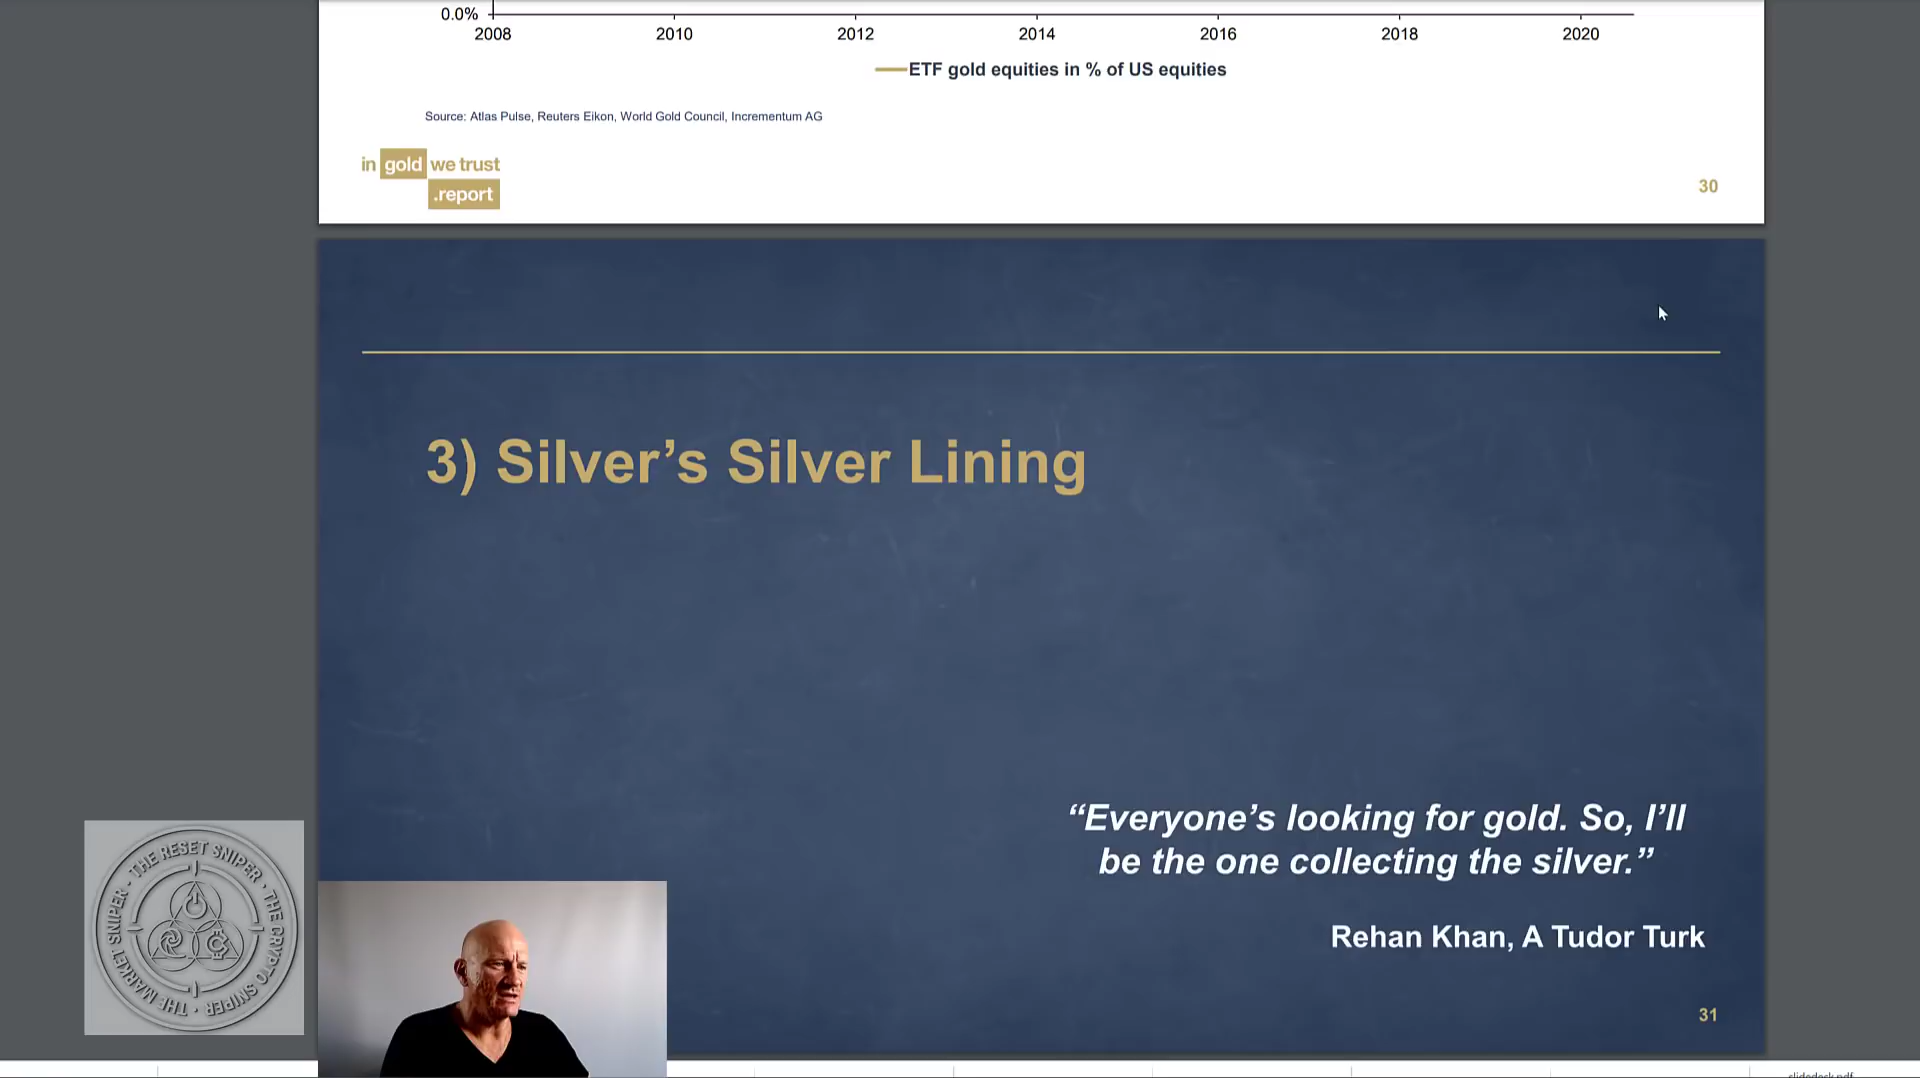 0.0%
2008 2010 2012 2014 2016 2018 2020
ETF gold equities in % of US equities
Source: Atlas Pulse, Reuters Eikon, World Gold Council, Incrementum AG
in gold we trust
.report
30
3) Silver’s Silver Lining
“Everyone’s looking for gold. So, I’ll
be the one collecting the silver.”
Rehan Khan, A Tudor Turk
31
THE RESET SNIPER · THE CRYPTO SNIPER · THE MARKET SNIPER ·
slidedeck.pdf